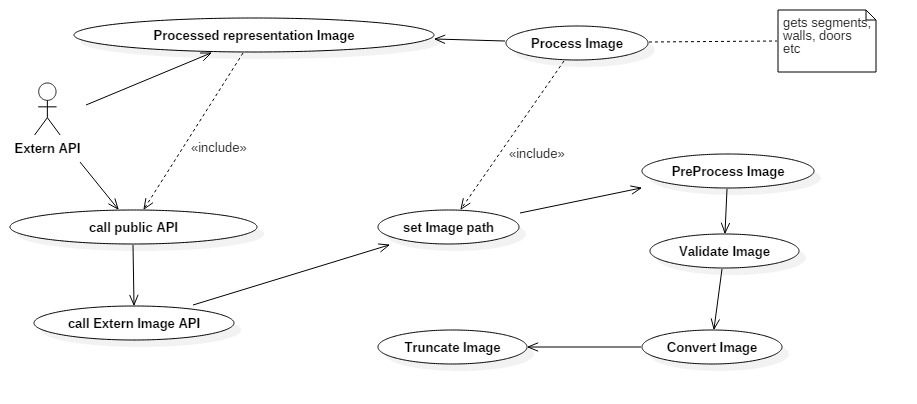 Processed representation Image
Process Image
gets segments,
walls, doors
etc
Extern API
«include»
«include»
PreProcess Image
call public API
set Image path
Validate Image
call Extern Image API
Truncate Image
Convert Image